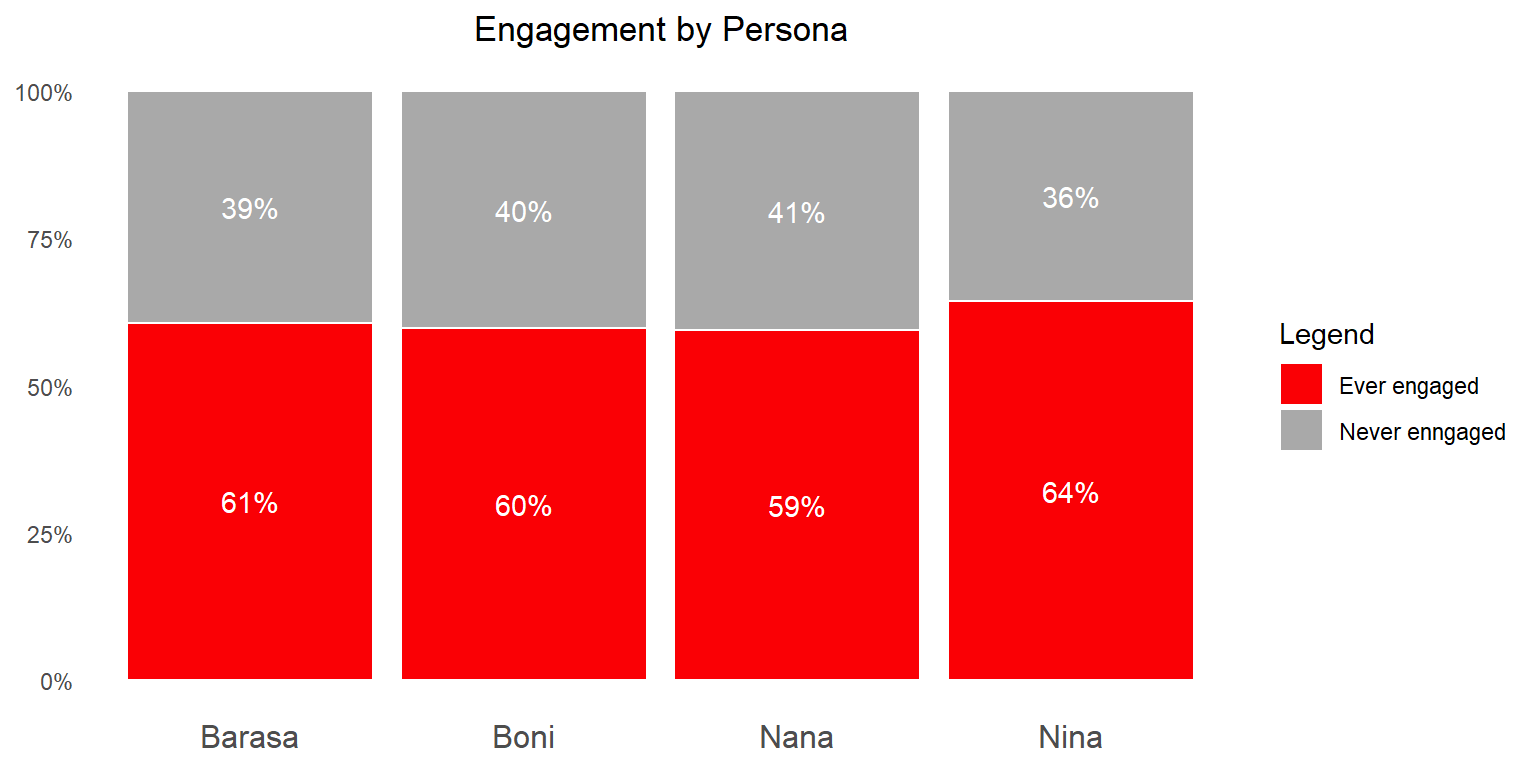 Engagement by Persona
100%
75%
50%
25%
0%
39%
40%
41%
36%
61%
60%
59%
64%
Barasa
Boni
Nana
Nina
Legend
Ever engaged
Never enngaged